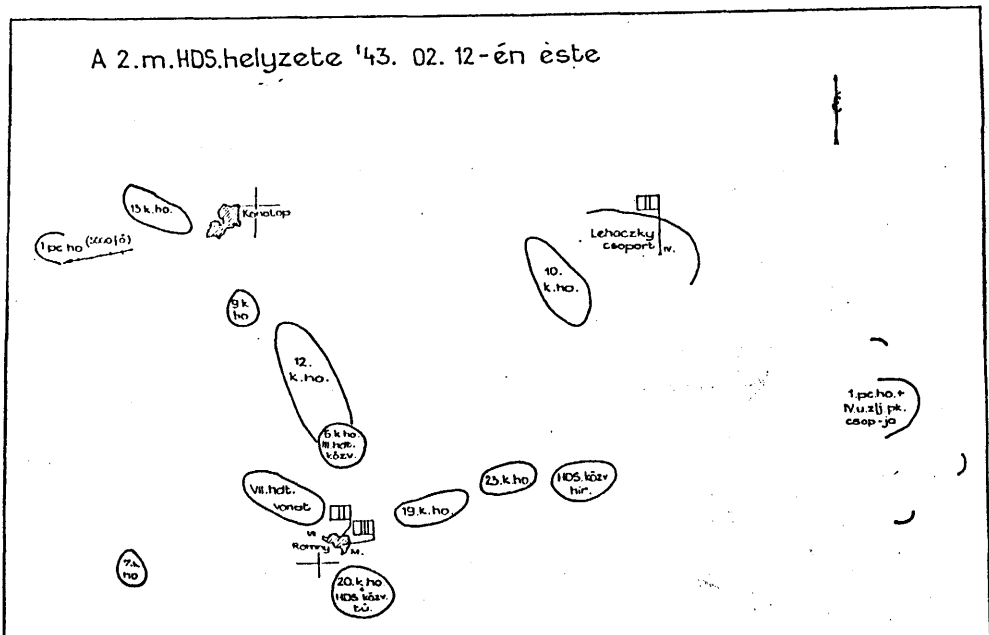 A 2.m.HDS.helyzete '43. 02. 12-én este
É
13 k.ho.
Konotop
1 pc ho
Lehaczky
csoport
IV.
10.
k.ho.
9 k
ho
12.
k.ho.
1.pc.ho.+
IV.u.zlj pk.
csop-ja
6 k ho
III.hdt.
közv.
VII.hdt.
vonat
23.k.ho
HDS.közv
hír.
19.k.ho.
Romny
M.
7.k
ho
20.k.ho
HDS közv.
tü.